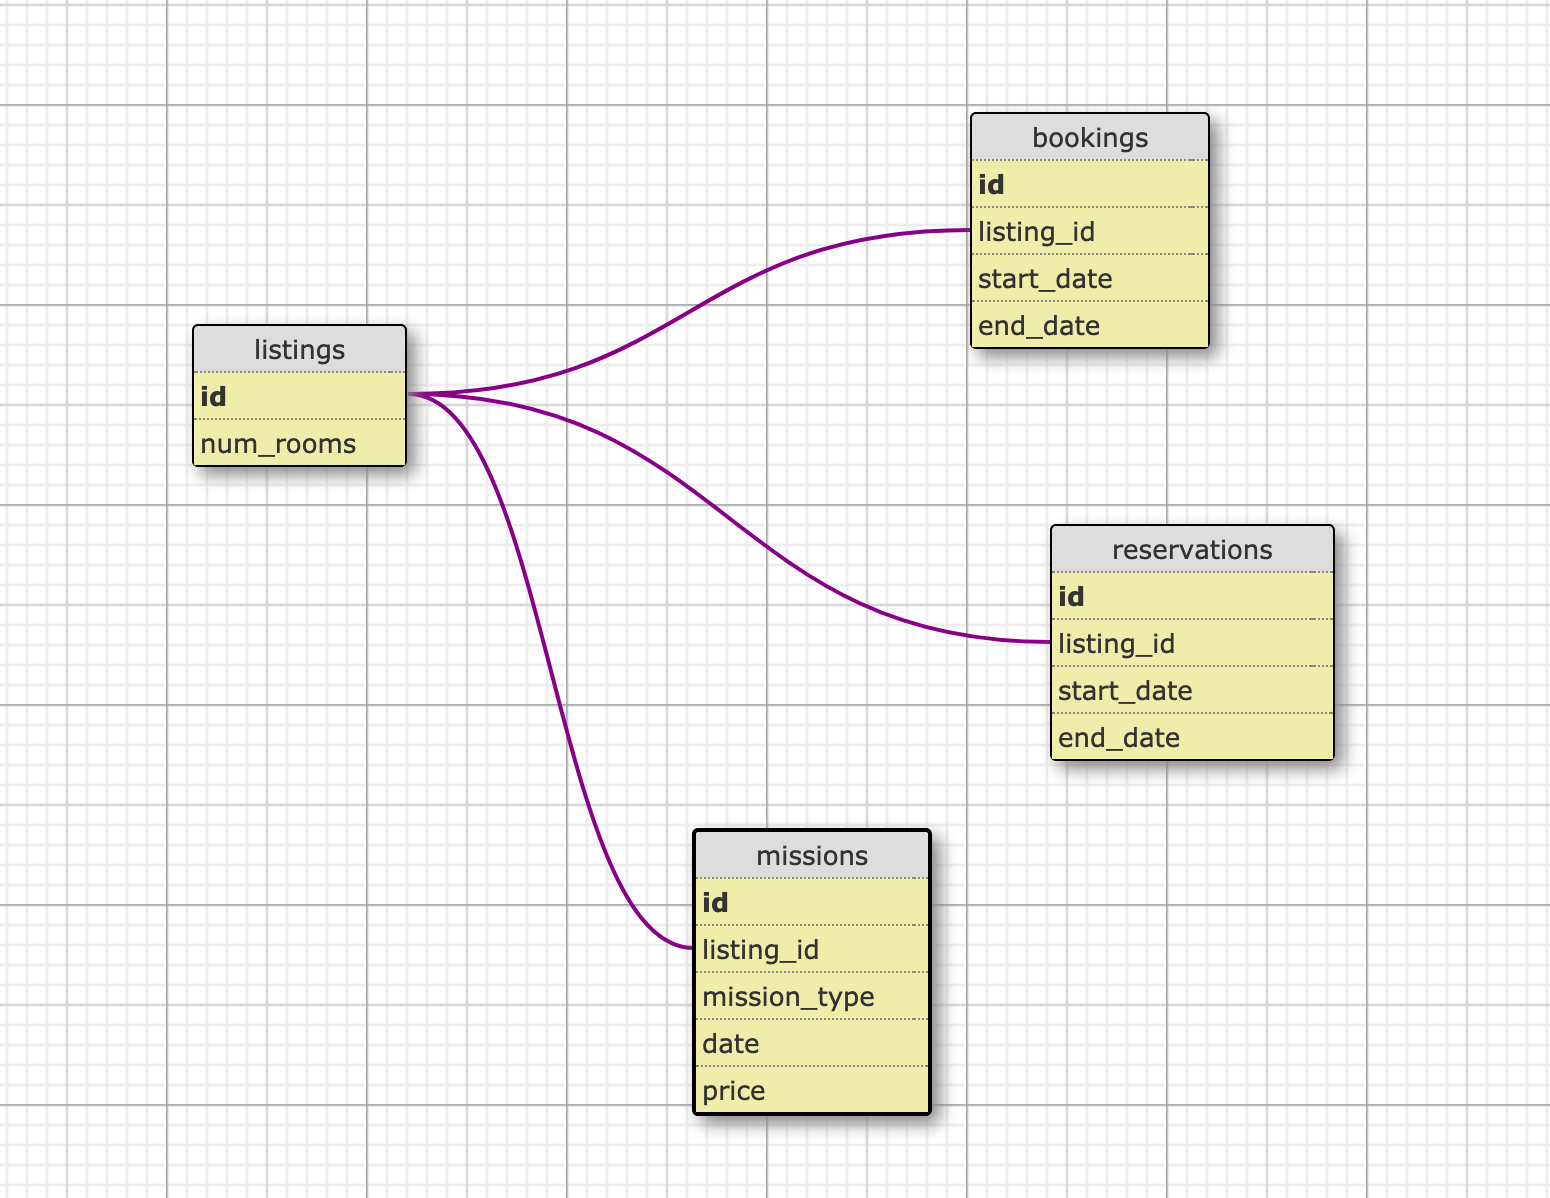 listings
id
num_rooms
bookings
id
listing_id
start_date
end_date
reservations
id
listing_id
start_date
end_date
missions
id
listing_id
mission_type
date
price